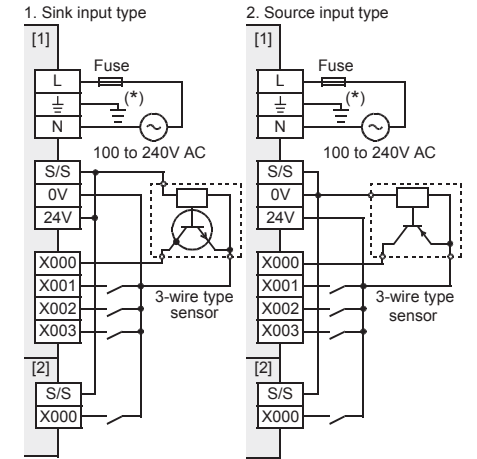 1. Sink input type
[1]
Fuse
L
(*)
N
100 to 240V AC
S/S
0V
24V
X000
X001
X002
X003
3-wire type
sensor
[2]
S/S
X000
2. Source input type
[1]
Fuse
L
(*)
N
100 to 240V AC
S/S
0V
24V
X000
X001
X002
X003
3-wire type
sensor
[2]
S/S
X000